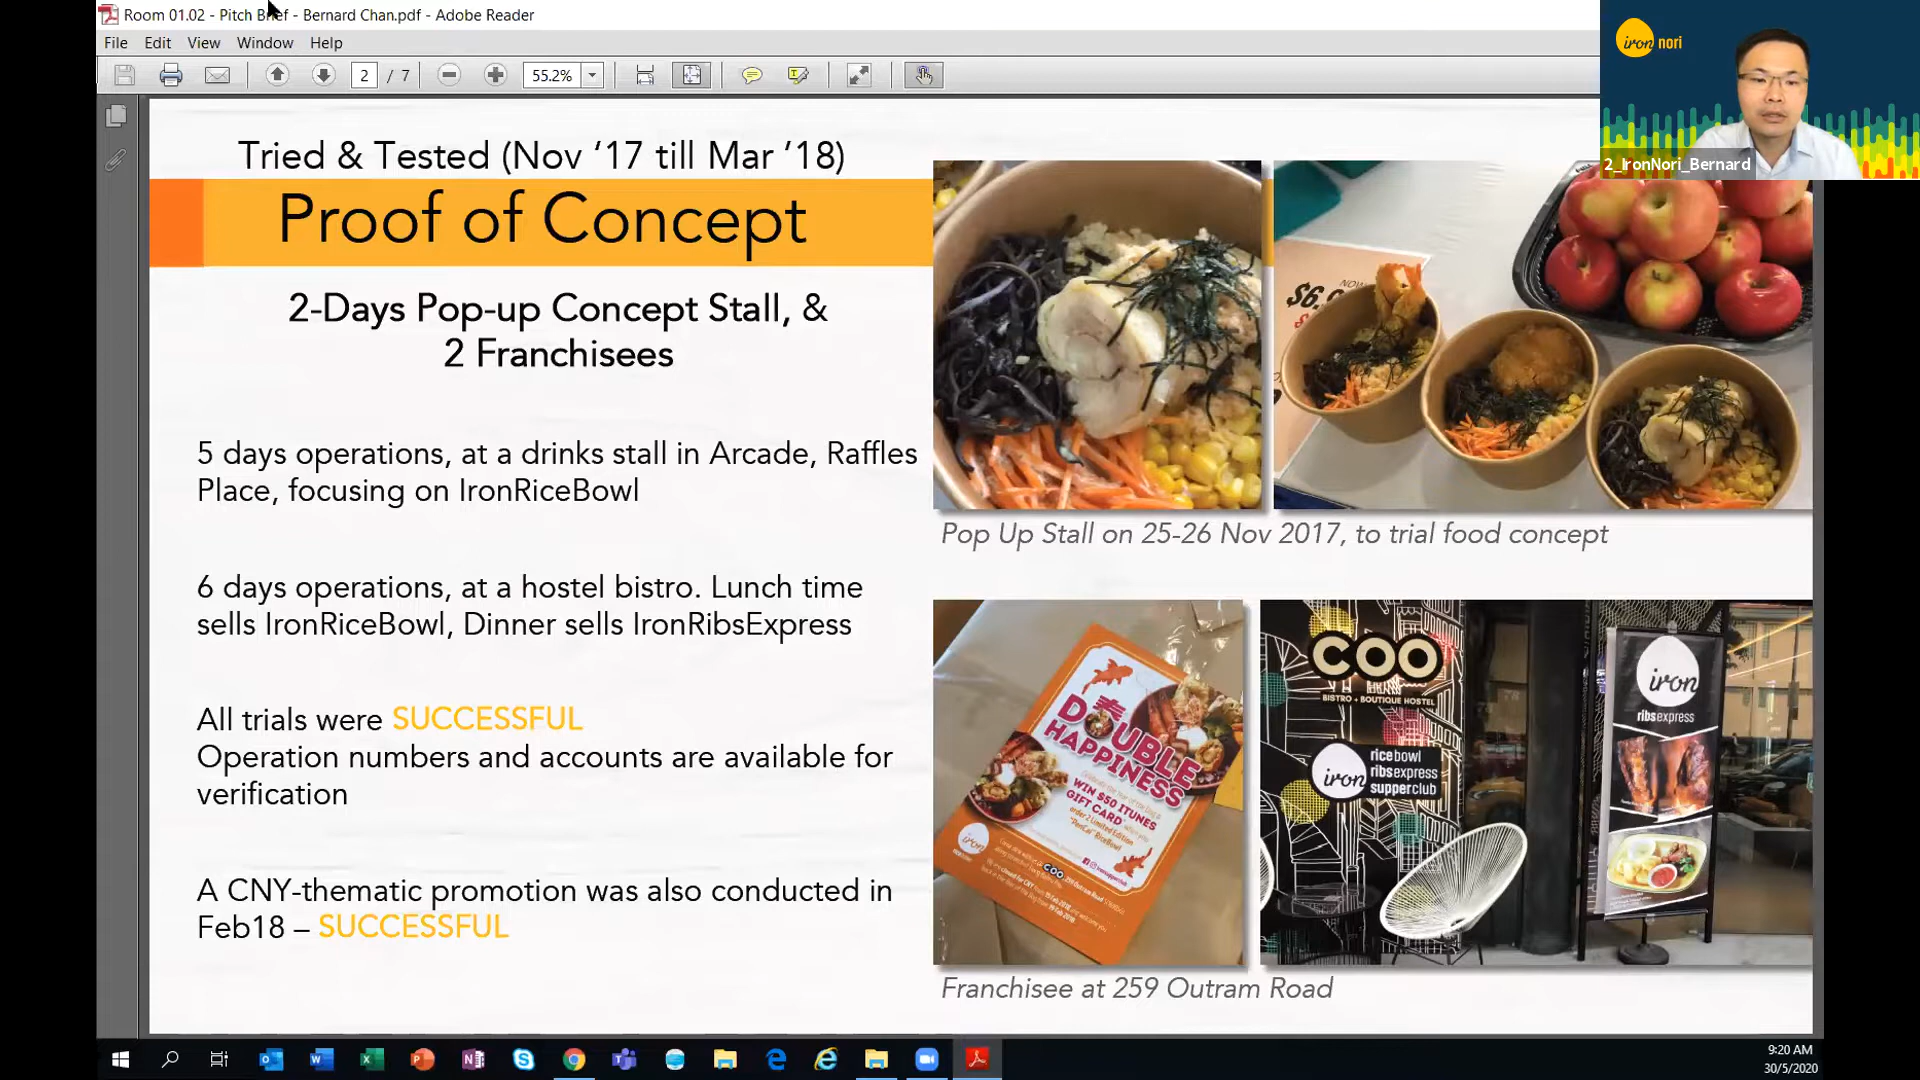 Room 01.02 - Pitch Brief - Bernard Chan.pdf - Adobe Reader
File Edit View Window Help
2 / 7 55.2%
iron nori
2_IronNori_Bernard
Tried & Tested (Nov ’17 till Mar ’18)
Proof of Concept
2-Days Pop-up Concept Stall, &
2 Franchisees
5 days operations, at a drinks stall in Arcade, Raffles
Place, focusing on IronRiceBowl
6 days operations, at a hostel bistro. Lunch time
sells IronRiceBowl, Dinner sells IronRibsExpress
All trials were SUCCESSFUL
Operation numbers and accounts are available for
verification
A CNY-thematic promotion was also conducted in
Feb18 – SUCCESSFUL
NOW
Pop Up Stall on 25-26 Nov 2017, to trial food concept
DOUBLE
HAPPINESS
WIN $50 ITUNES
GIFT CARD
iron
COO
COO
BISTRO + BOUTIQUE HOSTEL
iron
ricebowl
ribsexpress
supperclub
iron
ribsexpress
Franchisee at 259 Outram Road
9:20 AM
30/5/2020